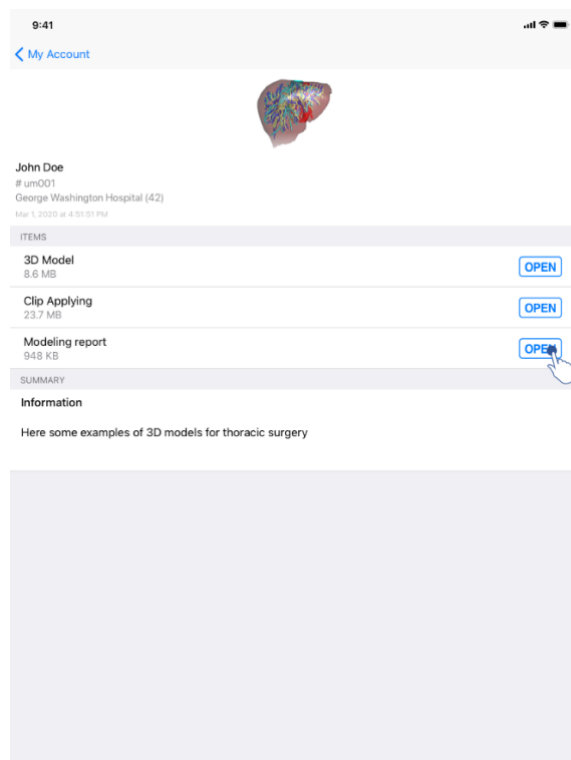 9:41
My Account
John Doe
# um001
George Washington Hospital (42)
Mar 1, 2020 at 4:51:51 PM
ITEMS
3D Model
8.6 MB
OPEN
Clip Applying
23.7 MB
OPEN
Modeling report
948 KB
OPEN
SUMMARY
Information
Here some examples of 3D models for thoracic surgery